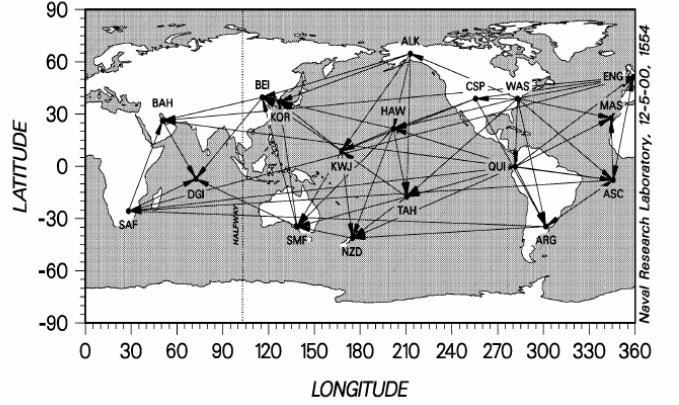 90
60
30
0
-30
-60
-90
LATITUDE
ALK
BEI
KOR
BAH
CSP
WAS
ENG
MAS
HAW
KWJ
QUI
DGI
TAH
ASC
SAF
SMF
NZD
ARG
HALFWAY
0 30 60 90 120 150 180 210 240 270 300 330 360
LONGITUDE
Naval Research Laboratory, 12-5-00, 1554